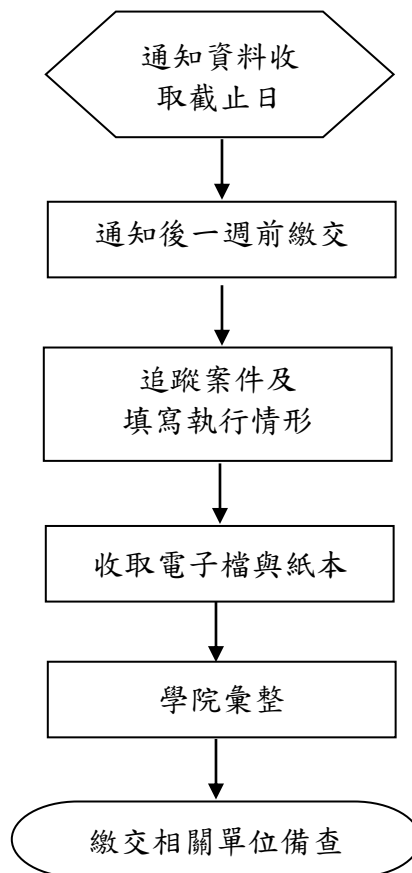 通知資料收
取截止日
通知後一週前繳交
追蹤案件及
填寫執行情形
收取電子檔與紙本
學院彙整
繳交相關單位備查